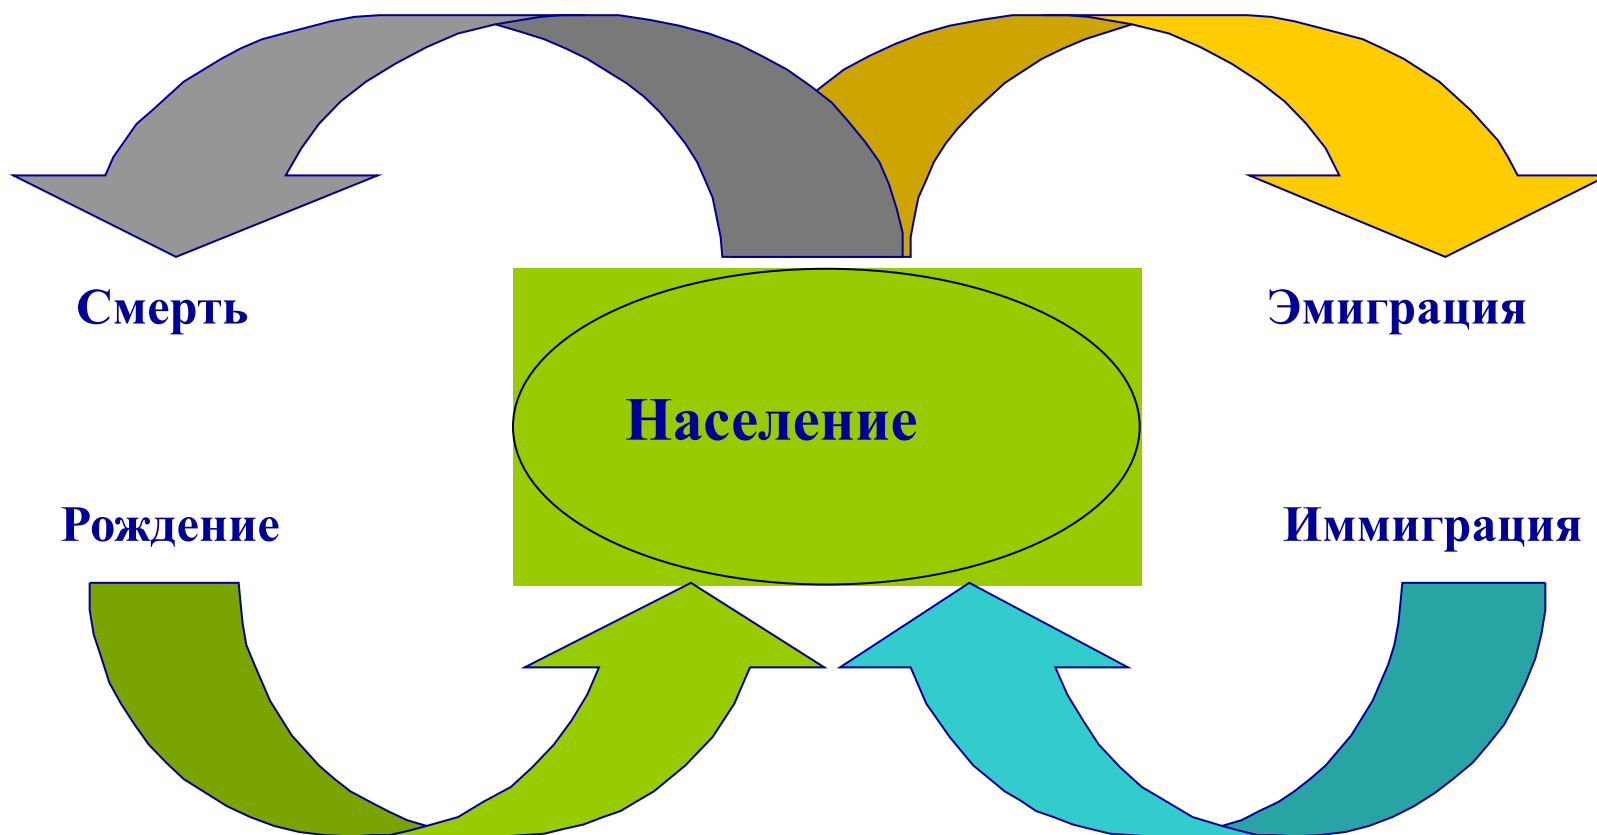 Смерть
Эмиграция
Население
Рождение
Иммиграция